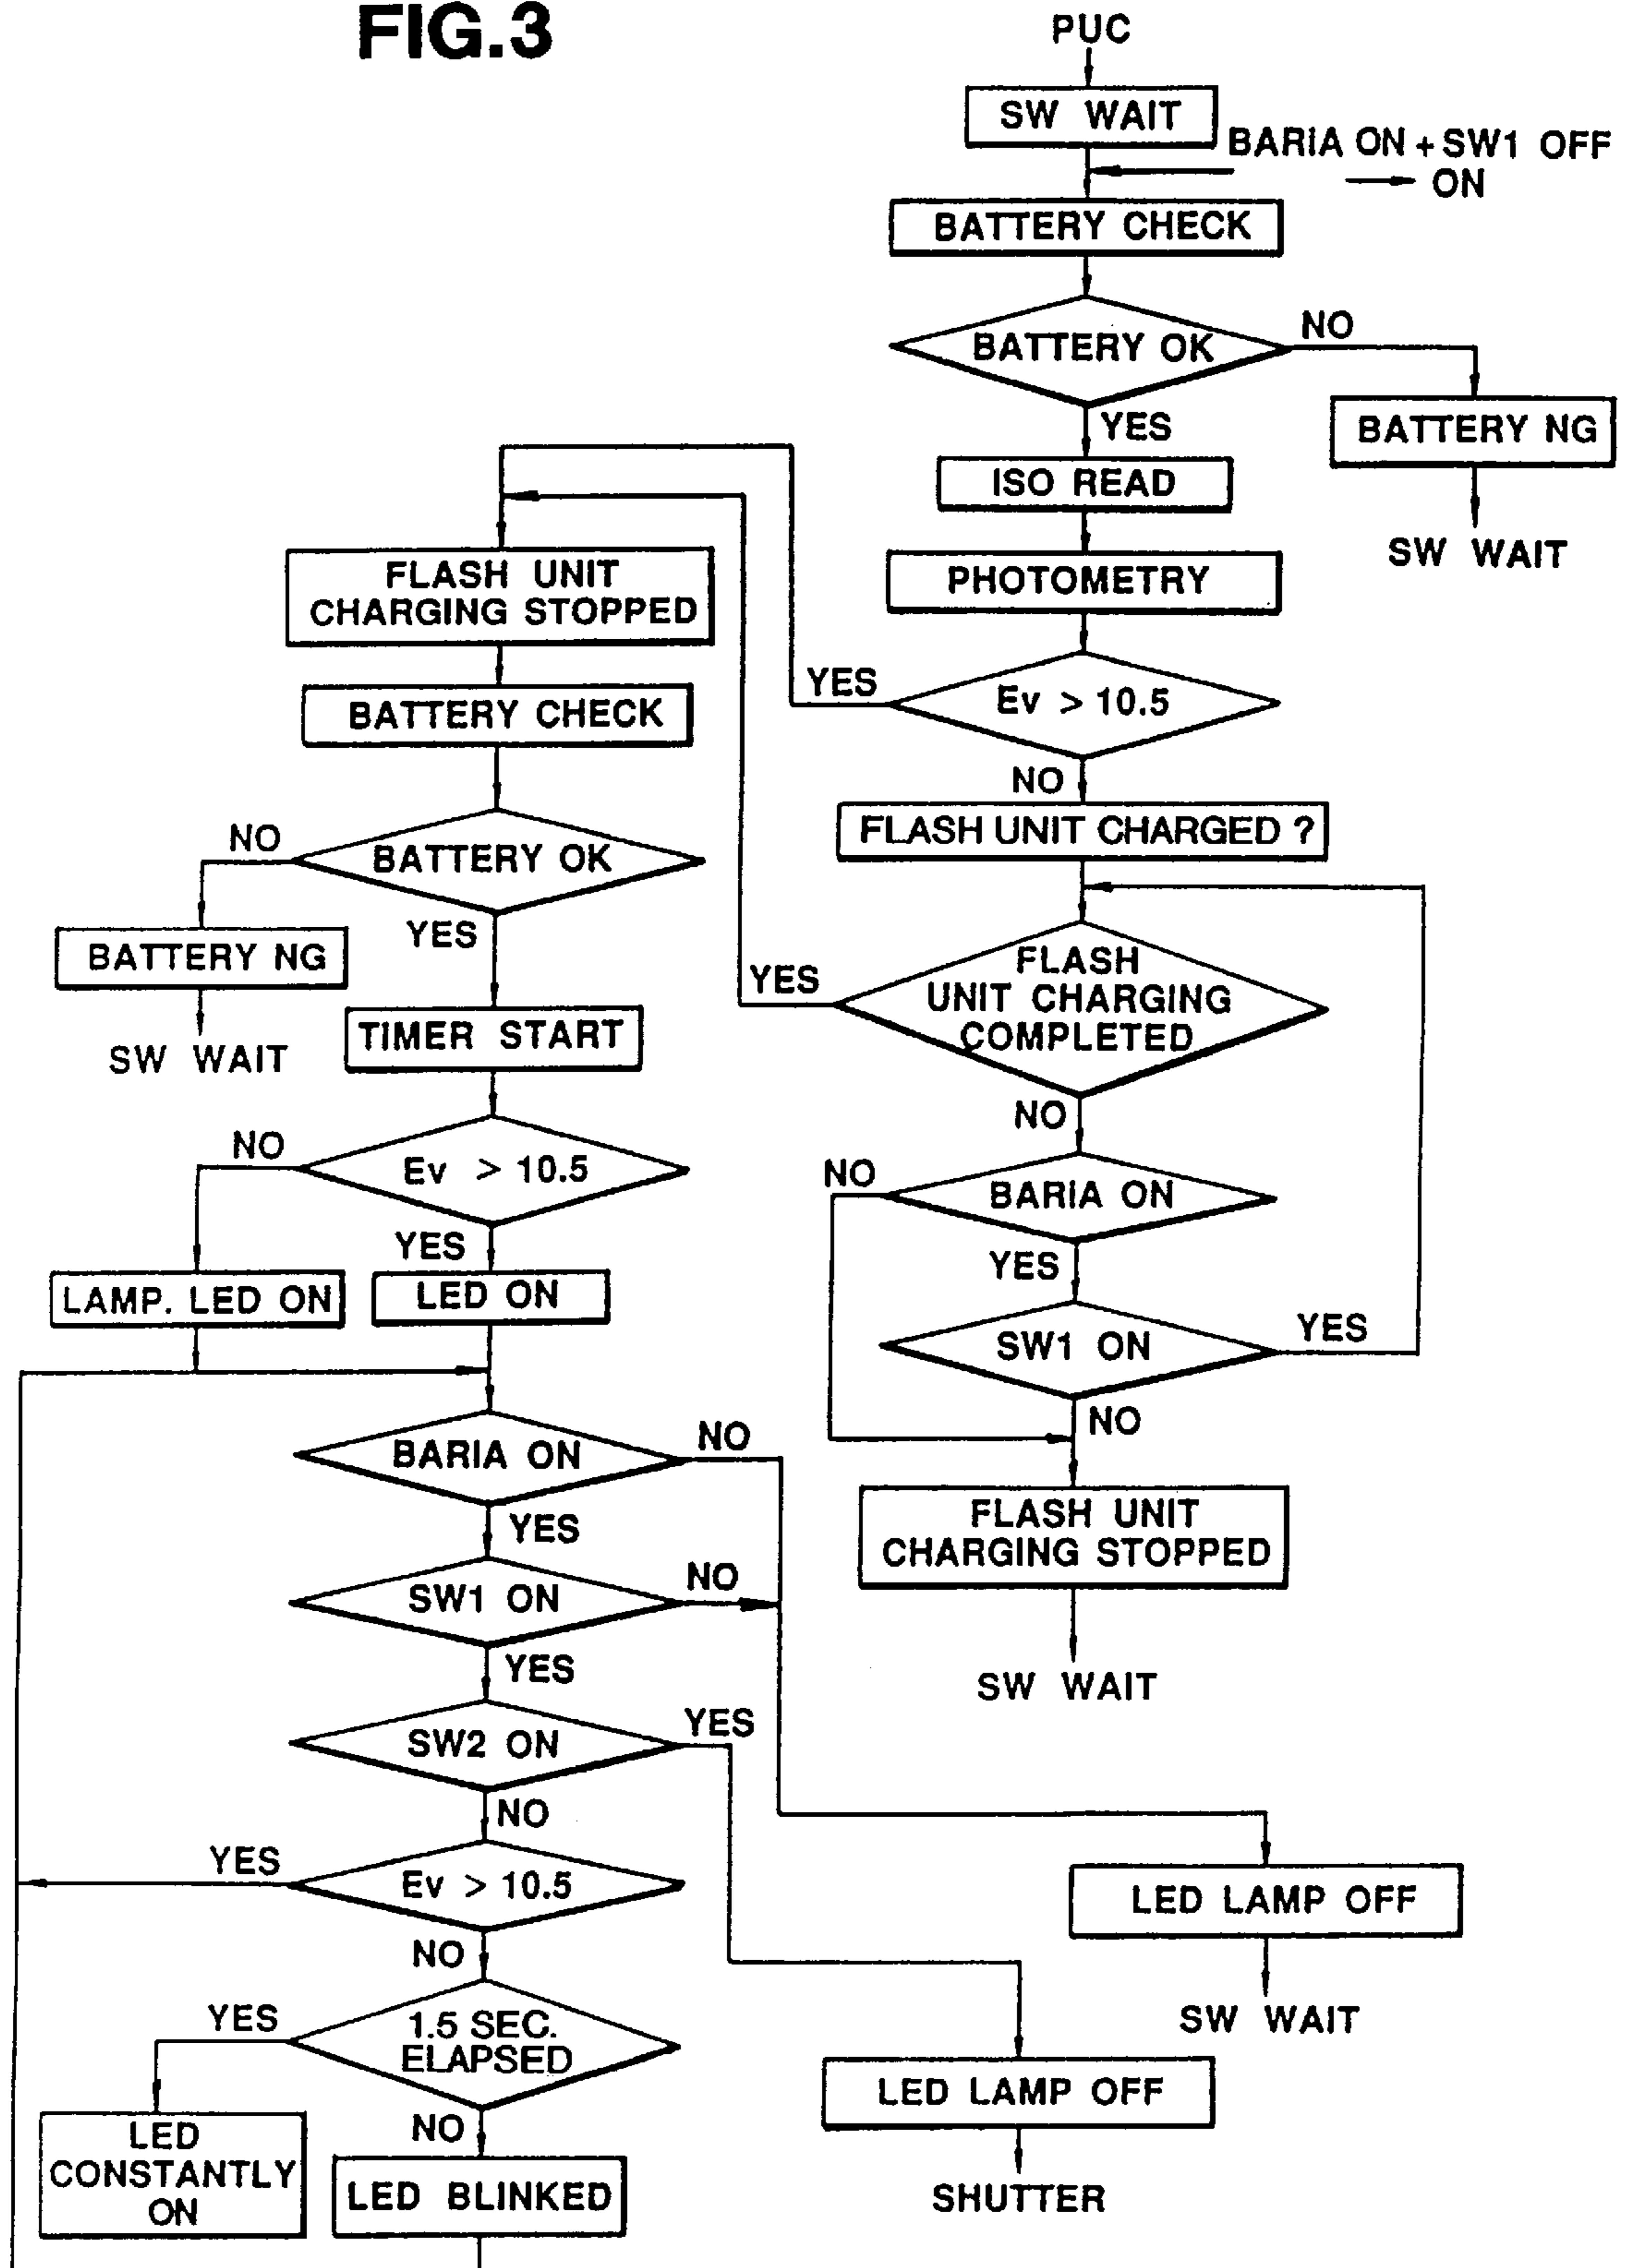 FIG.3
PUC
SW WAIT
BARIA ON + SW1 OFF
→ ON
BATTERY CHECK
BATTERY OK
NO
YES
BATTERY NG
SW WAIT
ISO READ
PHOTOMETRY
Ev > 10.5
YES
NO
FLASH UNIT CHARGED ?
FLASH
UNIT CHARGING
COMPLETED
YES
NO
BARIA ON
NO
YES
SW1 ON
YES
NO
FLASH UNIT
CHARGING STOPPED
SW WAIT
FLASH UNIT
CHARGING STOPPED
BATTERY CHECK
BATTERY OK
NO
YES
BATTERY NG
SW WAIT
TIMER START
Ev > 10.5
NO
YES
LAMP. LED ON
LED ON
BARIA ON
NO
YES
SW1 ON
NO
YES
SW2 ON
YES
NO
Ev > 10.5
YES
NO
1.5 SEC.
ELAPSED
YES
NO
LED
CONSTANTLY
ON
LED BLINKED
LED LAMP OFF
SW WAIT
LED LAMP OFF
SHUTTER